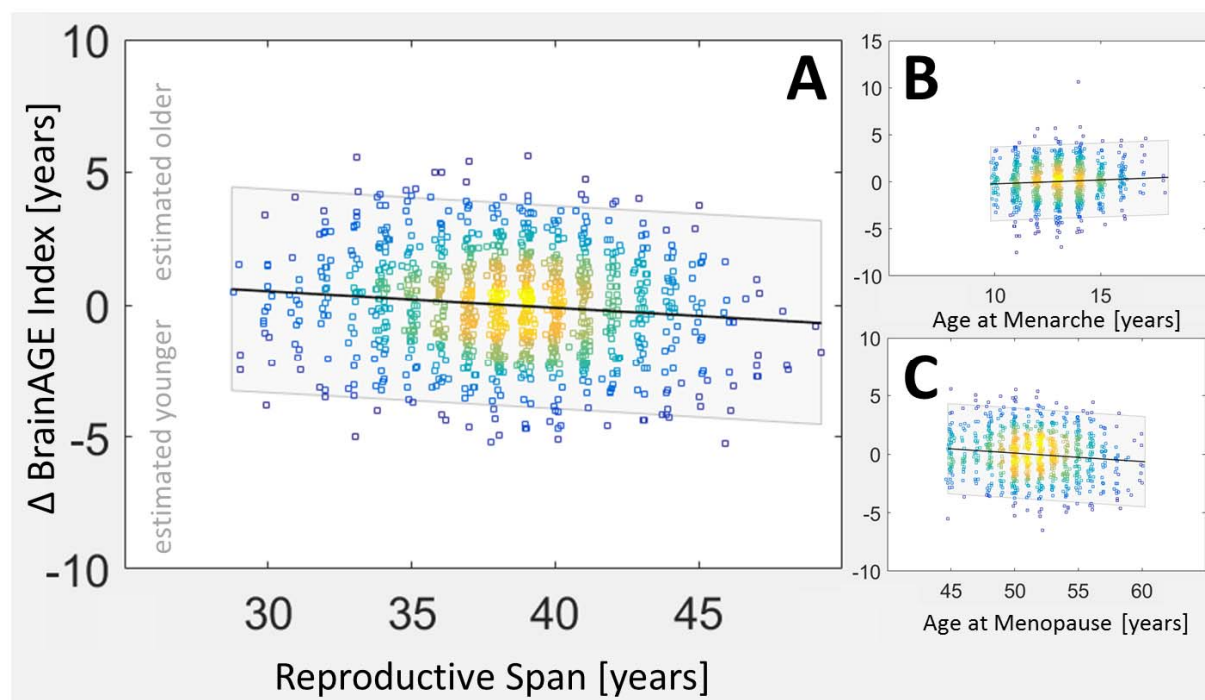 A
Δ BrainAGE Index [years]
10
5
0
-5
-10
estimated older
estimated younger
30 35 40 45
Reproductive Span [years]
B
15
10
5
0
-5
-10
10 15
Age at Menarche [years]
C
10
5
0
-5
-10
45 50 55 60
Age at Menopause [years]